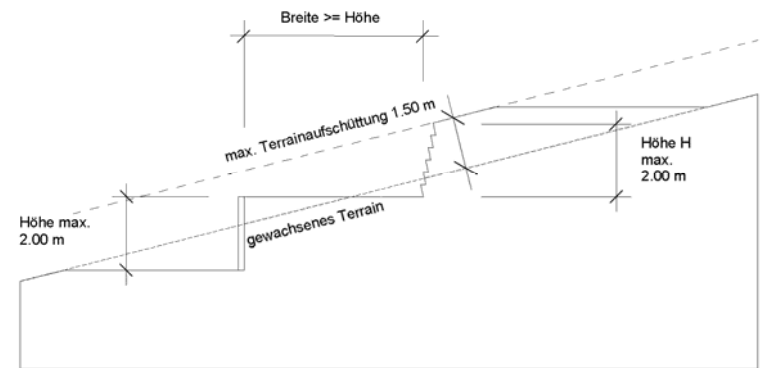 Breite >= Höhe
max. Terrainaufschüttung 1.50 m
Höhe H
max.
2.00 m
Höhe max.
2.00 m
gewachsenes Terrain